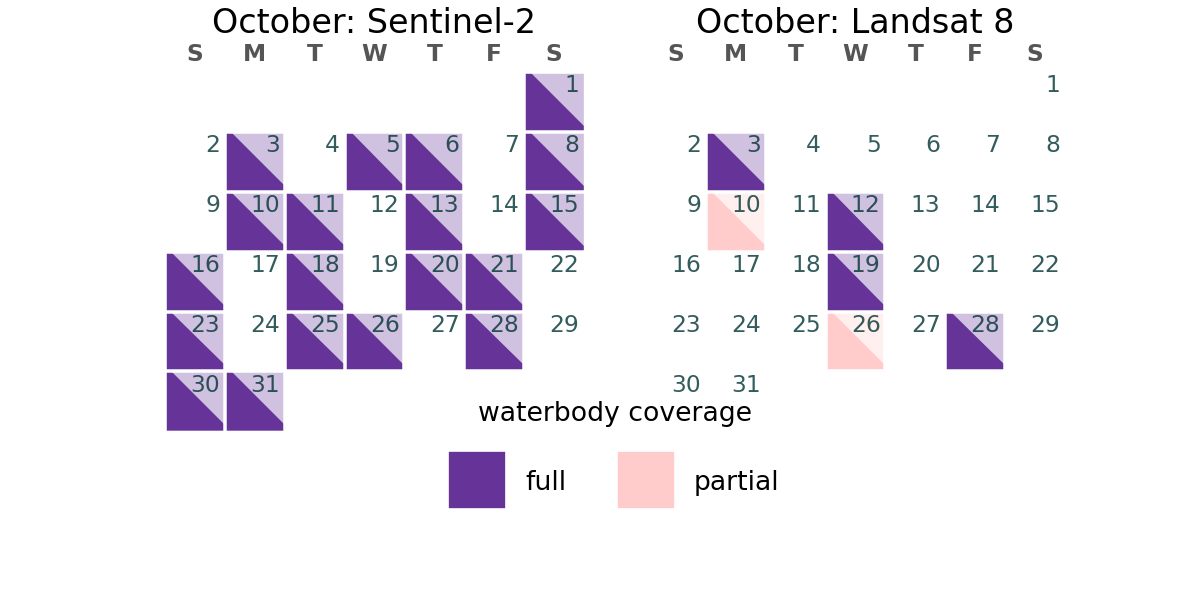 October: Sentinel-2
S M T W T F S
1
2 3 4 5 6 7 8
9 10 11 12 13 14 15
16 17 18 19 20 21 22
23 24 25 26 27 28 29
30 31
October: Landsat 8
S M T W T F S
1
2 3 4 5 6 7 8
9 10 11 12 13 14 15
16 17 18 19 20 21 22
23 24 25 26 27 28 29
30 31
waterbody coverage
full partial